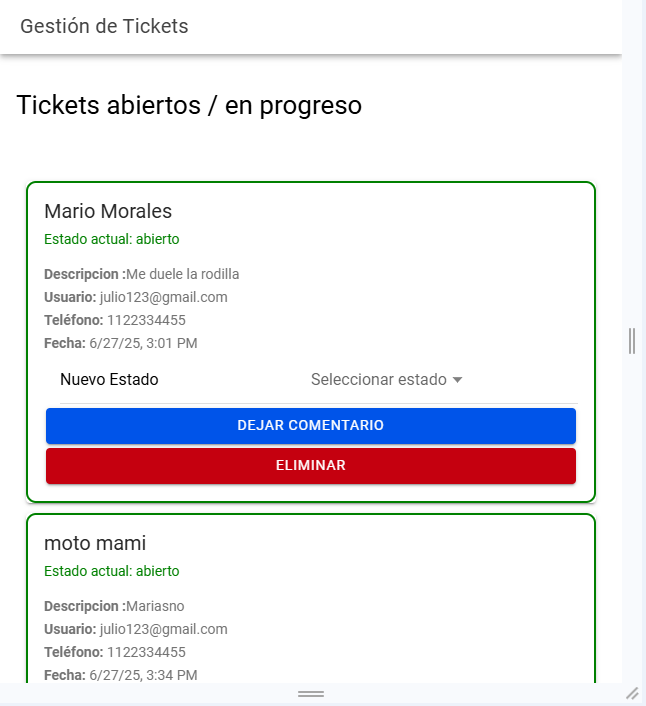 Gestión de Tickets
Tickets abiertos / en progreso
Mario Morales
Estado actual: abierto
Descripcion :Me duele la rodilla
Usuario: julio123@gmail.com
Teléfono: 1122334455
Fecha: 6/27/25, 3:01 PM
Nuevo Estado Seleccionar estado
DEJAR COMENTARIO
ELIMINAR
moto mami
Estado actual: abierto
Descripcion :Mariasno
Usuario: julio123@gmail.com
Teléfono: 1122334455
Fecha: 6/27/25, 3:34 PM